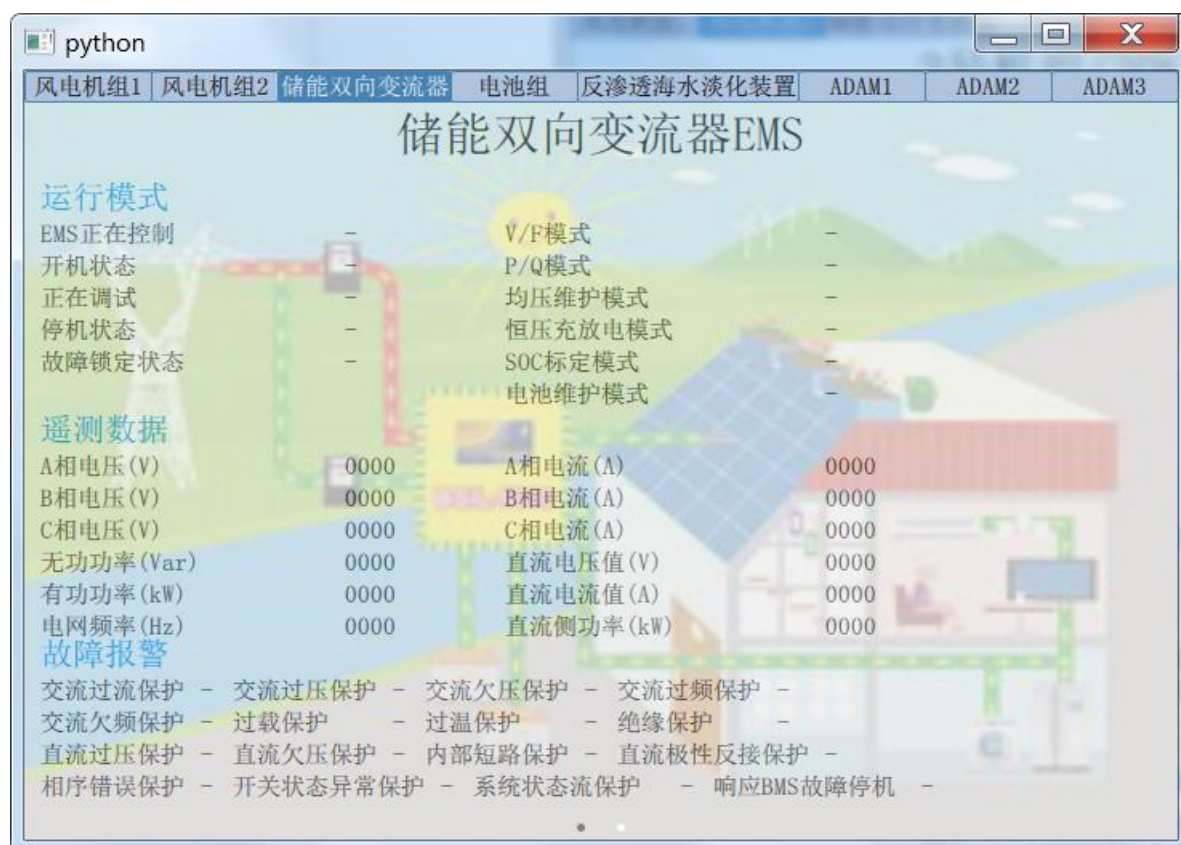 python
风电机组1 风电机组2 储能双向变流器 电池组 反渗透海水淡化装置 ADAM1 ADAM2 ADAM3
储能双向变流器EMS
运行模式
EMS正在控制 - V/F模式 -
开机状态 - P/Q模式 -
正在调试 - 均压维护模式 -
停机状态 - 恒压充放电模式 -
故障锁定状态 - SOC标定模式 -
电池维护模式 -
遥测数据
A相电压(V) 0000 A相电流(A) 0000
B相电压(V) 0000 B相电流(A) 0000
C相电压(V) 0000 C相电流(A) 0000
无功功率(Var) 0000 直流电压值(V) 0000
有功功率(kW) 0000 直流电流值(A) 0000
电网频率(Hz) 0000 直流侧功率(kW) 0000
故障报警
交流过流保护 - 交流过压保护 - 交流欠压保护 - 交流过频保护 -
交流欠频保护 - 过载保护 - 过温保护 - 绝缘保护 -
直流过压保护 - 直流欠压保护 - 内部短路保护 - 直流极性反接保护 -
相序错误保护 - 开关状态异常保护 - 系统状态流保护 - 响应BMS故障停机 -